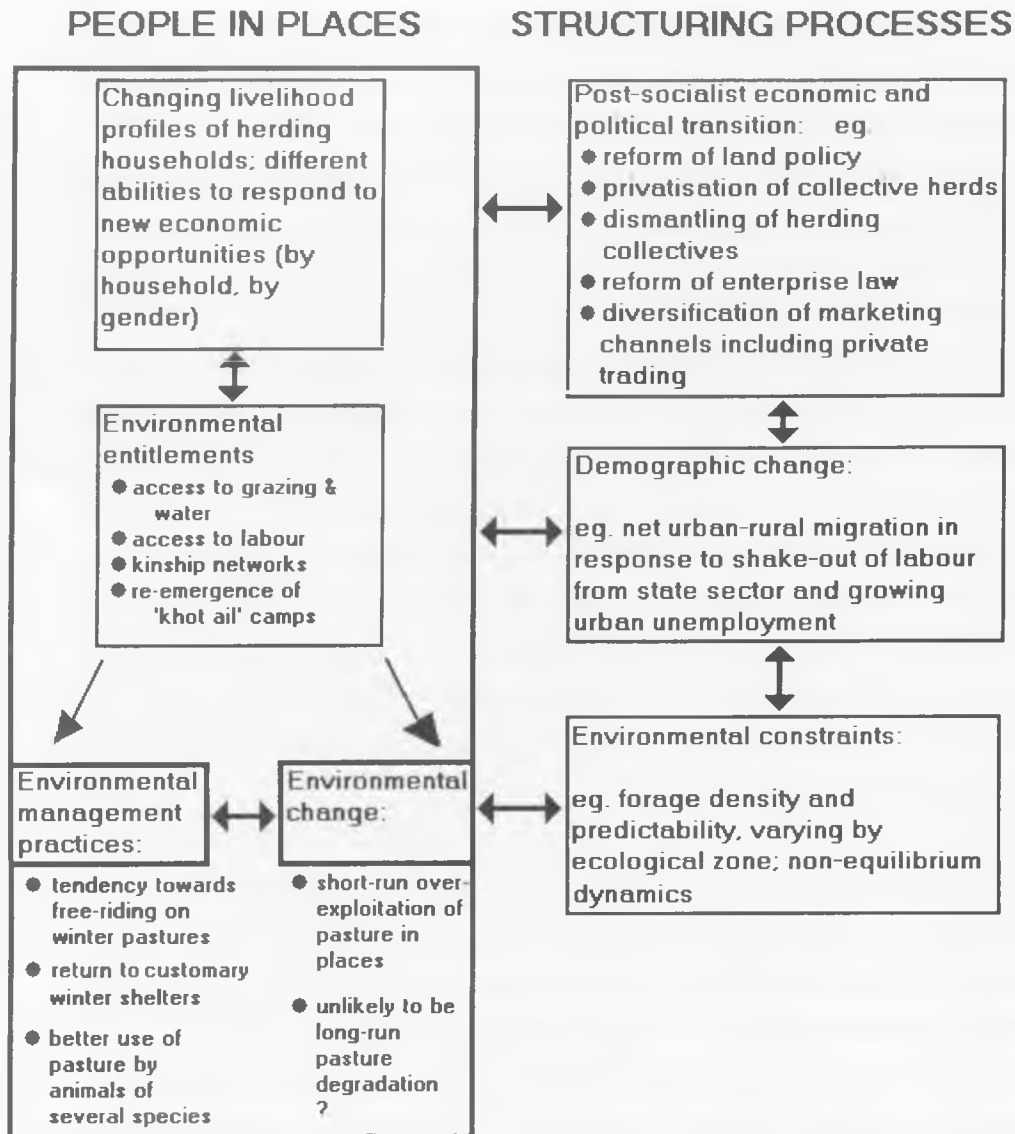 PEOPLE IN PLACES
STRUCTURING PROCESSES
Changing livelihood
profiles of herding
households; different
abilities to respond to
new economic
opportunities (by
household, by
gender)
Environmental
entitlements
● access to grazing &
water
● access to labour
● kinship networks
● re-emergence of
'khot ail' camps
Environmental
management
practices:
● tendency towards
free-riding on
winter pastures
● return to customary
winter shelters
● better use of
pasture by
animals of
several species
Environmental
change:
● short-run over-
exploitation of
pasture in
places
● unlikely to be
long-run
pasture
degradation
?
Post-socialist economic and
political transition: eg.
● reform of land policy
● privatisation of collective herds
● dismantling of herding
collectives
● reform of enterprise law
● diversification of marketing
channels including private
trading
Demographic change:
eg. net urban-rural migration in
response to shake-out of labour
from state sector and growing
urban unemployment
Environmental constraints:
eg. forage density and
predictability, varying by
ecological zone; non-equilibrium
dynamics